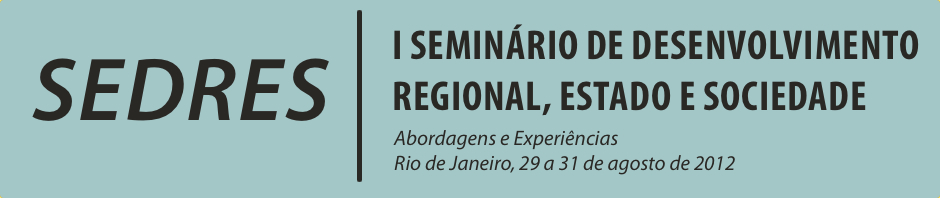 SEDRES
I SEMINÁRIO DE DESENVOLVIMENTO
REGIONAL, ESTADO E SOCIEDADE
Abordagens e Experiências
Rio de Janeiro, 29 a 31 de agosto de 2012